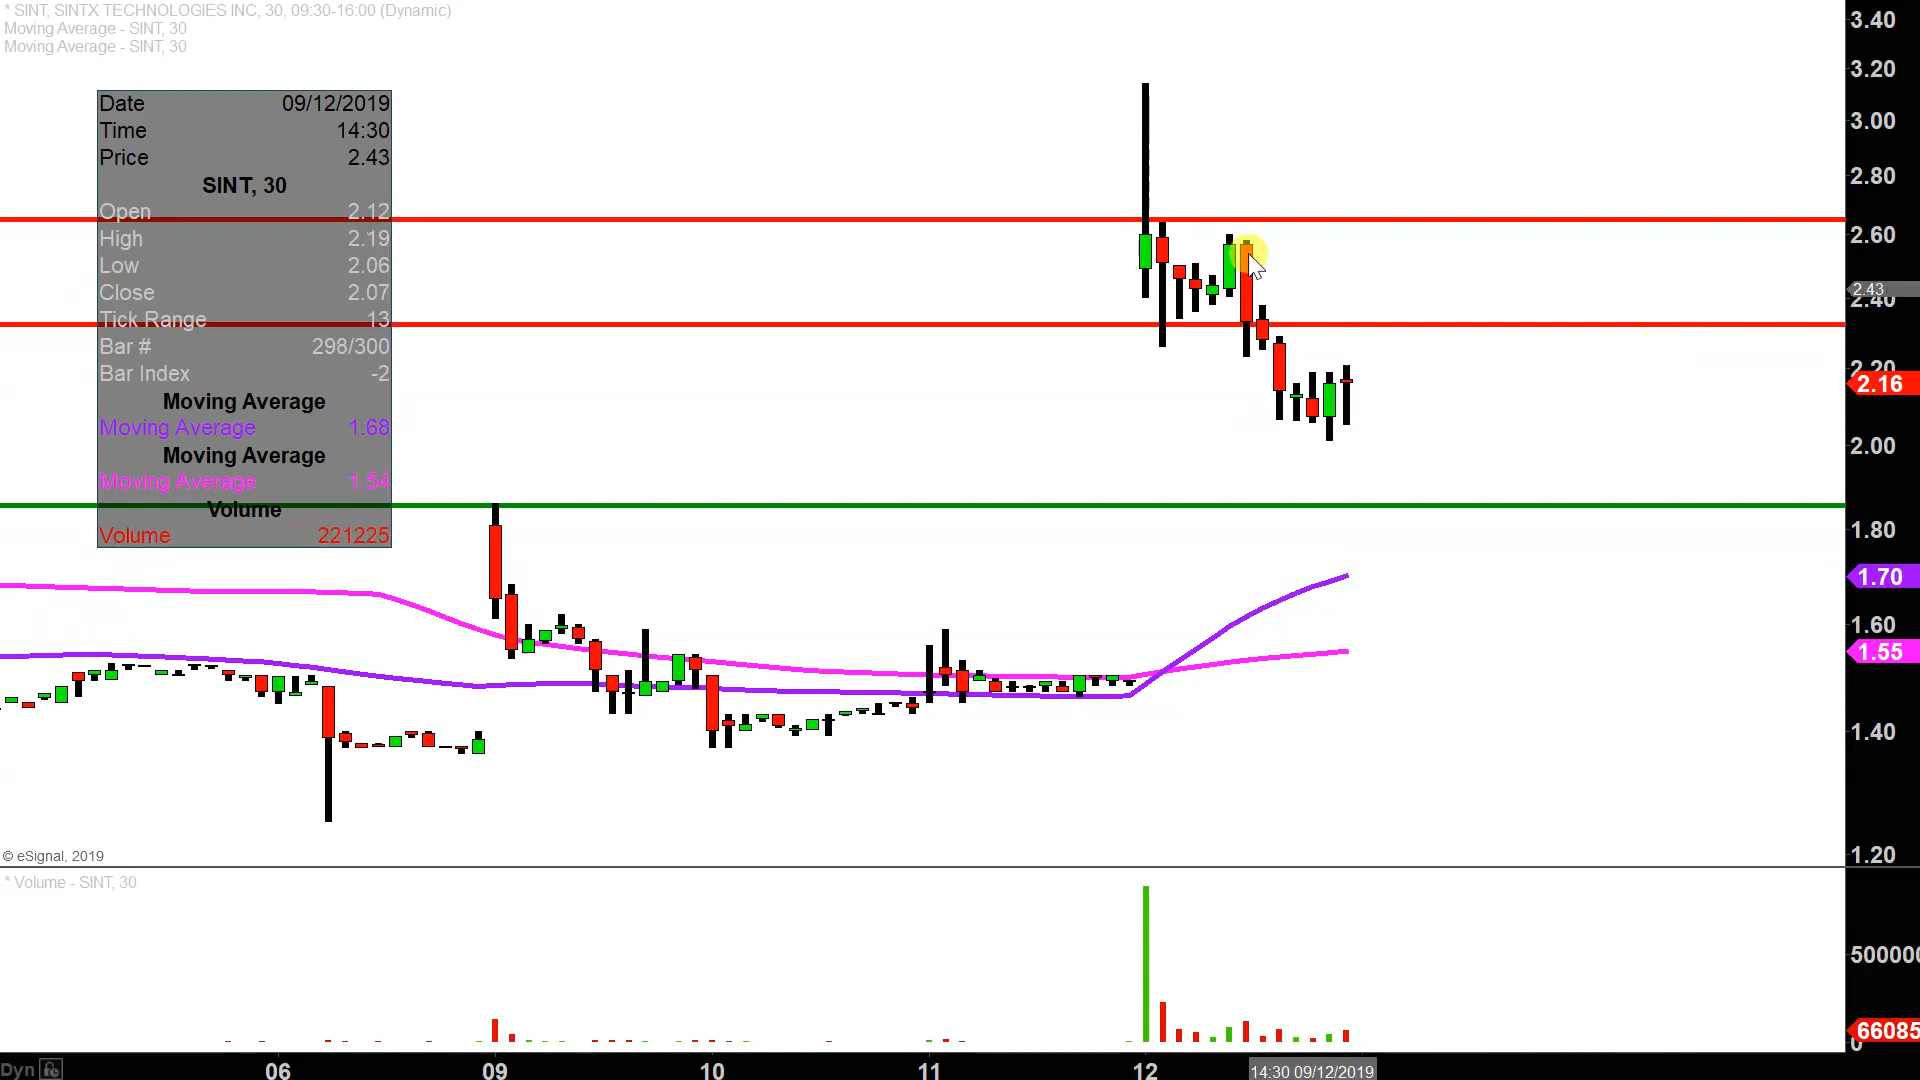 * SINT, SINTX TECHNOLOGIES INC, 30, 09:30-16:00 (Dynamic)
Moving Average - SINT, 30
Moving Average - SINT, 30
Date 09/12/2019
Time 14:30
Price 2.43
SINT, 30
Open 2.12
High 2.19
Low 2.06
Close 2.07
Tick Range 13
Bar # 298/300
Bar Index -2
Moving Average
Moving Average 1.68
Moving Average
Moving Average 1.54
Volume
Volume 221225
3.40
3.20
3.00
2.80
2.60
2.43
2.40
2.20
2.16
2.00
1.80
1.70
1.60
1.55
1.40
1.20
© eSignal, 2019
* Volume - SINT, 30
500000
66085
0
Dyn
06 09 10 11 12 14:30 09/12/2019